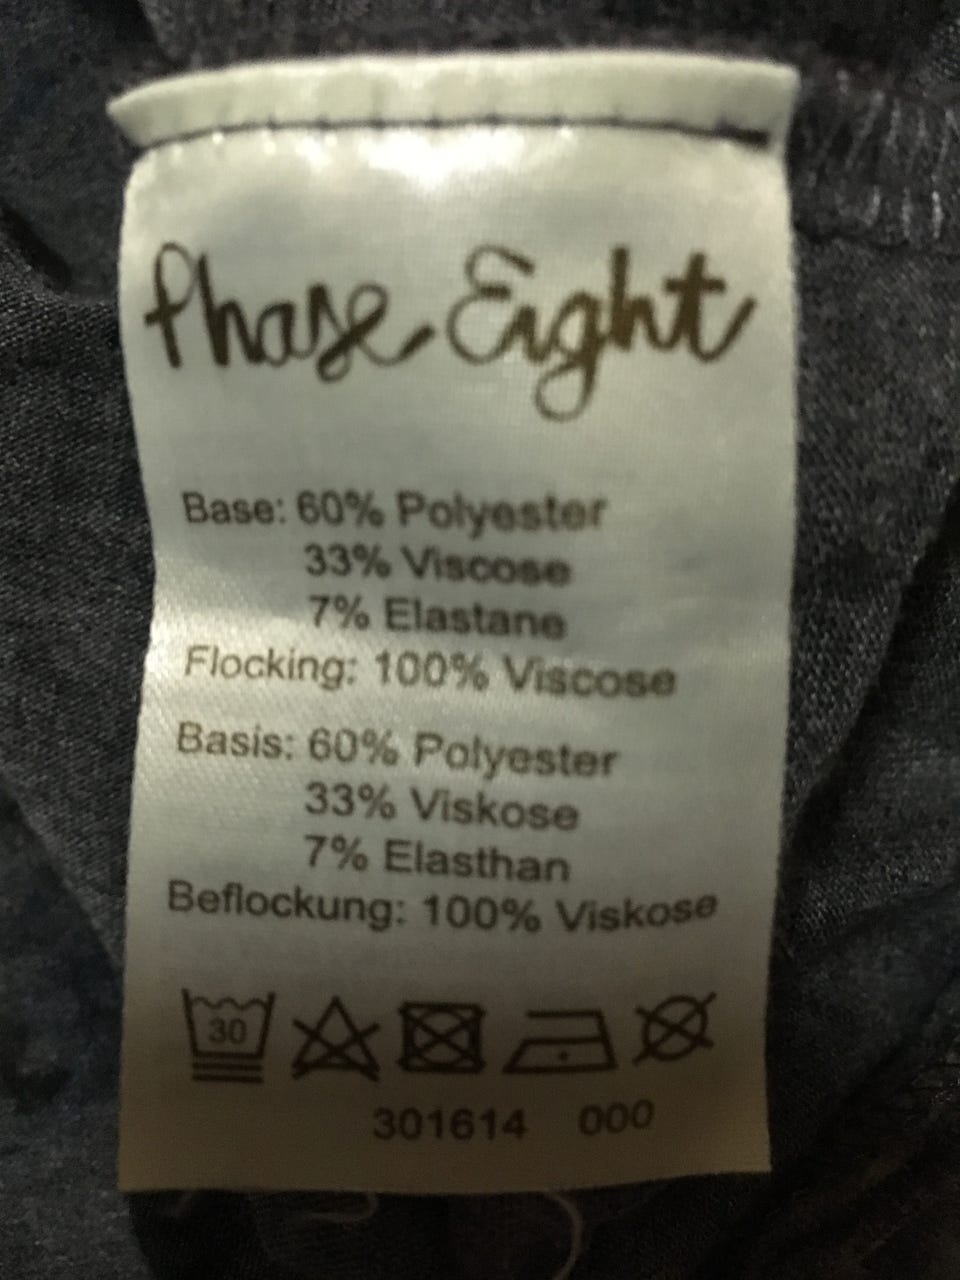 Phase Eight
Base: 60% Polyester
33% Viscose
7% Elastane
Flocking: 100% Viscose
Basis: 60% Polyester
33% Viskose
7% Elasthan
Beflockung: 100% Viskose
30
301614 000